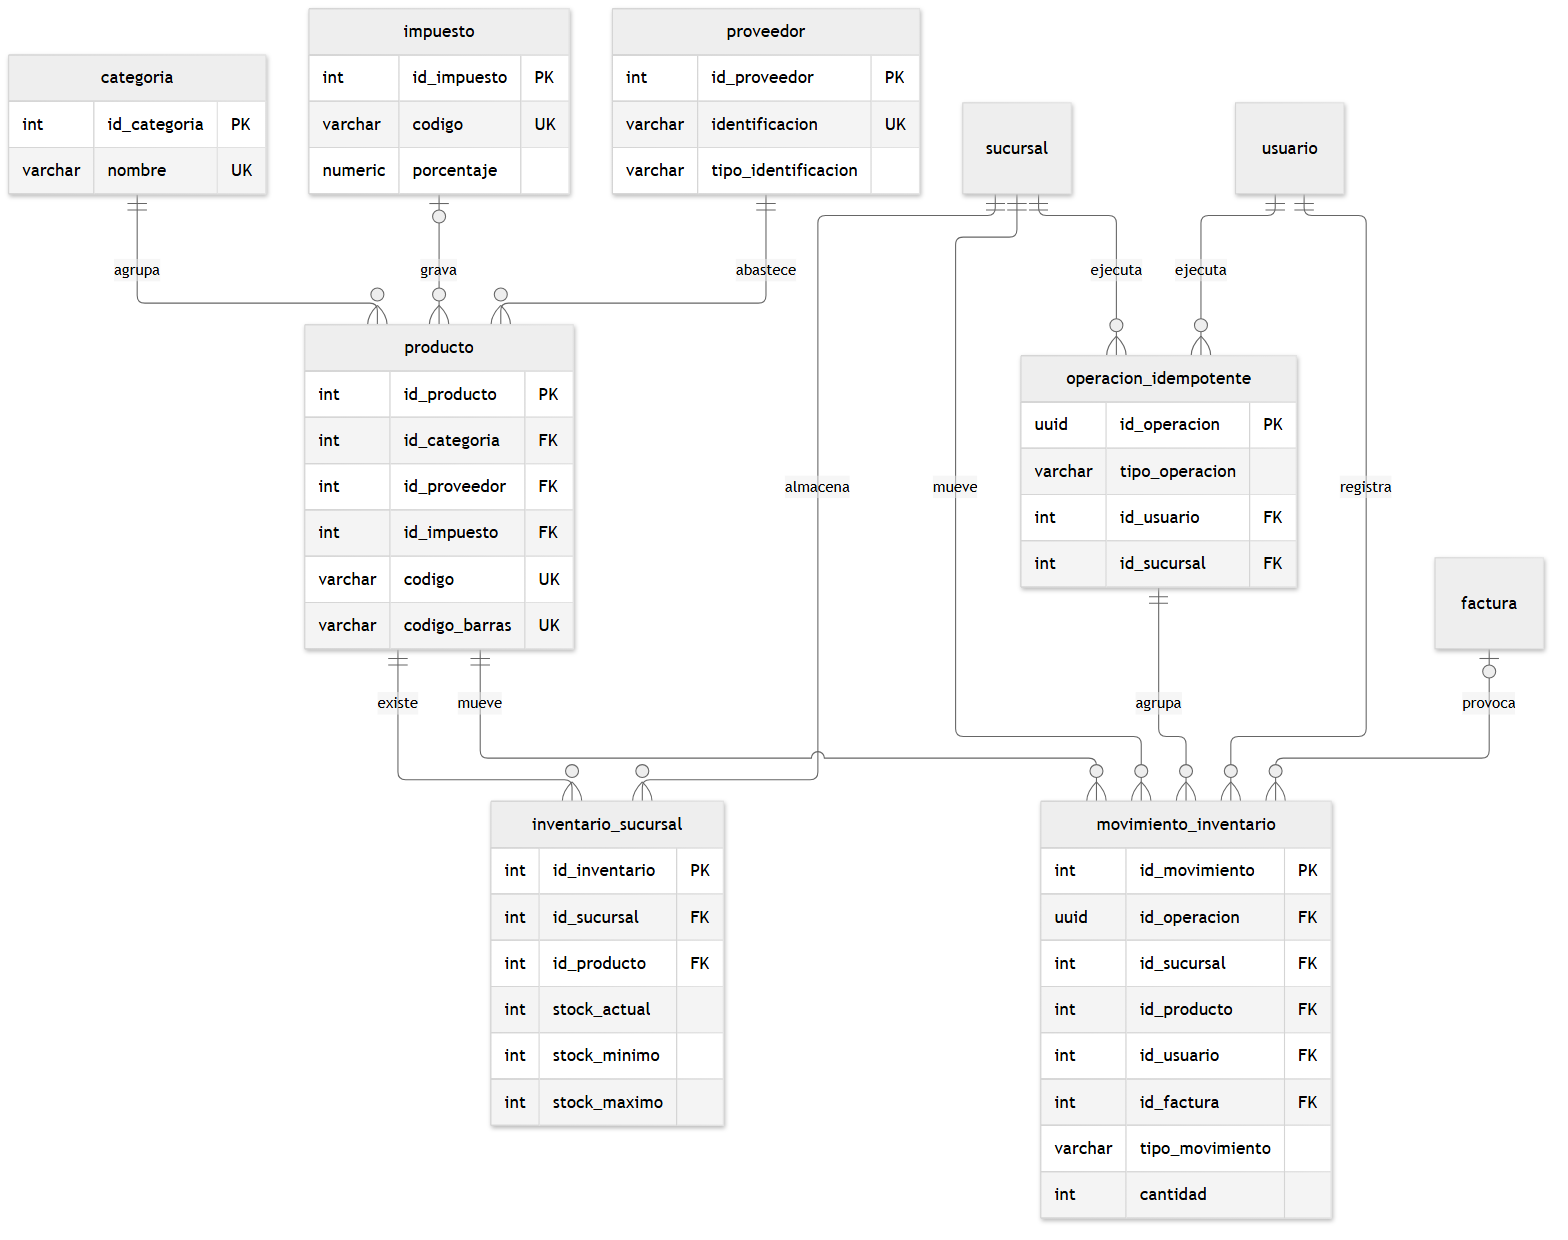 categoria
int id_categoria PK
varchar nombre UK
impuesto
int id_impuesto PK
varchar codigo UK
numeric porcentaje
proveedor
int id_proveedor PK
varchar identificacion UK
varchar tipo_identificacion
sucursal
usuario
agrupa
grava
abastece
ejecuta
ejecuta
producto
int id_producto PK
int id_categoria FK
int id_proveedor FK
int id_impuesto FK
varchar codigo UK
varchar codigo_barras UK
almacena
mueve
operacion_idempotente
uuid id_operacion PK
varchar tipo_operacion
int id_usuario FK
int id_sucursal FK
registra
factura
existe
mueve
agrupa
provoca
inventario_sucursal
int id_inventario PK
int id_sucursal FK
int id_producto FK
int stock_actual
int stock_minimo
int stock_maximo
movimiento_inventario
int id_movimiento PK
uuid id_operacion FK
int id_sucursal FK
int id_producto FK
int id_usuario FK
int id_factura FK
varchar tipo_movimiento
int cantidad